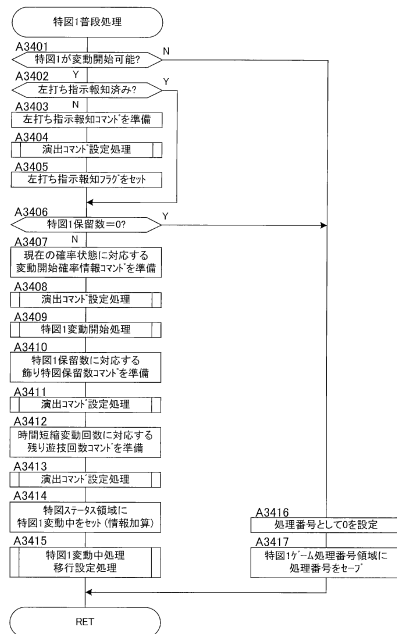 特図1普段処理
A3401
特図1が変動開始可能?
N
Y
A3402
左打ち指示報知済み?
Y
N
A3403
左打ち指示報知コマンドを準備
A3404
演出コマンド設定処理
A3405
左打ち指示報知フラグをセット
A3406
特図1保留数=0?
Y
N
A3407
現在の確率状態に対応する
変動開始確率情報コマンドを準備
A3408
演出コマンド設定処理
A3409
特図1変動開始処理
A3410
特図1保留数に対応する
飾り特図保留数コマンドを準備
A3411
演出コマンド設定処理
A3412
時間短縮変動回数に対応する
残り遊技回数コマンドを準備
A3413
演出コマンド設定処理
A3414
特図ステータス領域に
特図1変動中をセット(情報加算)
A3415
特図1変動中処理
移行設定処理
A3416
処理番号として0を設定
A3417
特図1ゲーム処理番号領域に
処理番号をセーブ
RET